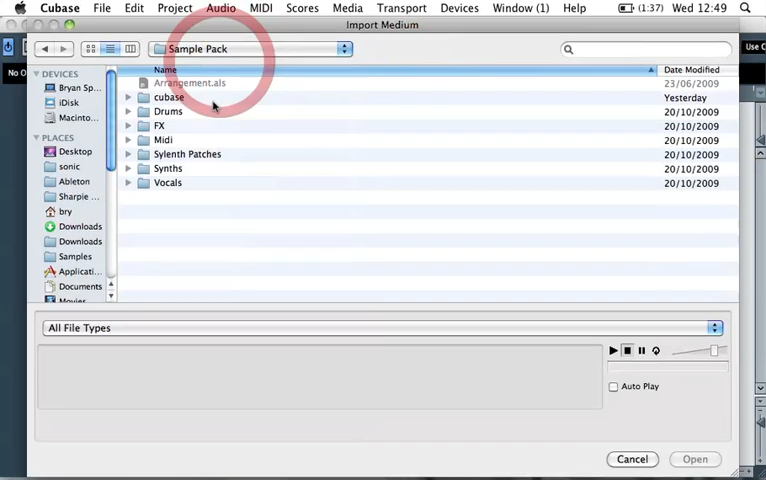 Cubase File Edit Project Audio MIDI Scores Media Transport Devices Window (1) Help (1:37) Wed 12:49
Import Medium
Sample Pack
Use C
No O
Name Date Modified
DEVICES
Bryan Sp...
iDisk
Macinto...
PLACES
Desktop
sonic
Ableton
Sharpie ...
bry
Downloads
Downloads
Samples
Applicati...
Documents
Movies
Arrangement.als 23/06/2009
cubase Yesterday
Drums 20/10/2009
FX 20/10/2009
Midi 20/10/2009
Sylenth Patches 20/10/2009
Synths 20/10/2009
Vocals 20/10/2009
All File Types
Auto Play
Cancel Open